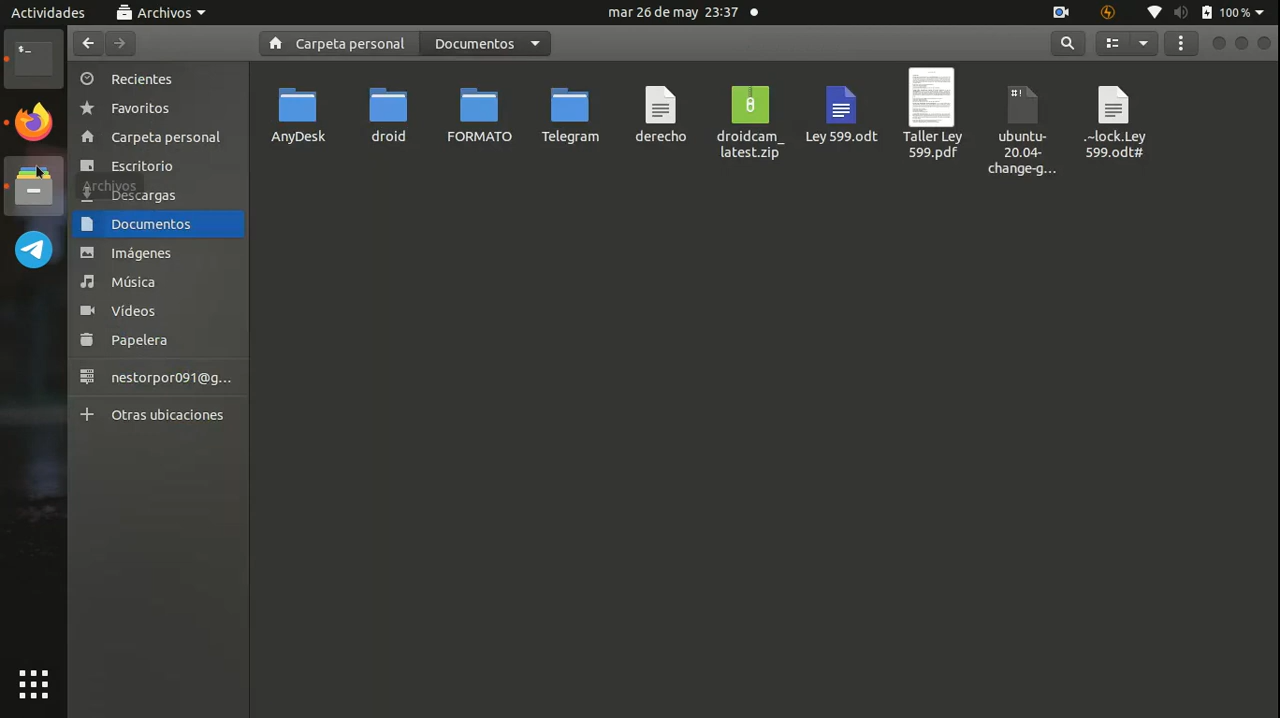 Actividades
Archivos
mar 26 de may 23:37
100 %
Carpeta personal
Documentos
Recientes
Favoritos
Carpeta personal
Escritorio
Archivos
Descargas
Documentos
Imágenes
Música
Vídeos
Papelera
nestorpor091@g...
Otras ubicaciones
AnyDesk
droid
FORMATO
Telegram
derecho
droidcam_
latest.zip
Ley 599.odt
Taller Ley
599.pdf
ubuntu-
20.04-
change-g...
.~lock.Ley
599.odt#